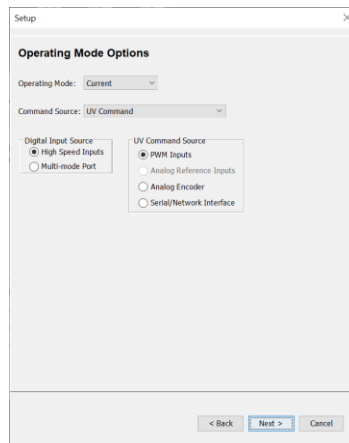 Setup
Operating Mode Options
Operating Mode: Current
Command Source: UV Command
Digital Input Source
High Speed Inputs
Multi-mode Port
UV Command Source
PWM Inputs
Analog Reference Inputs
Analog Encoder
Serial/Network Interface
< Back Next > Cancel